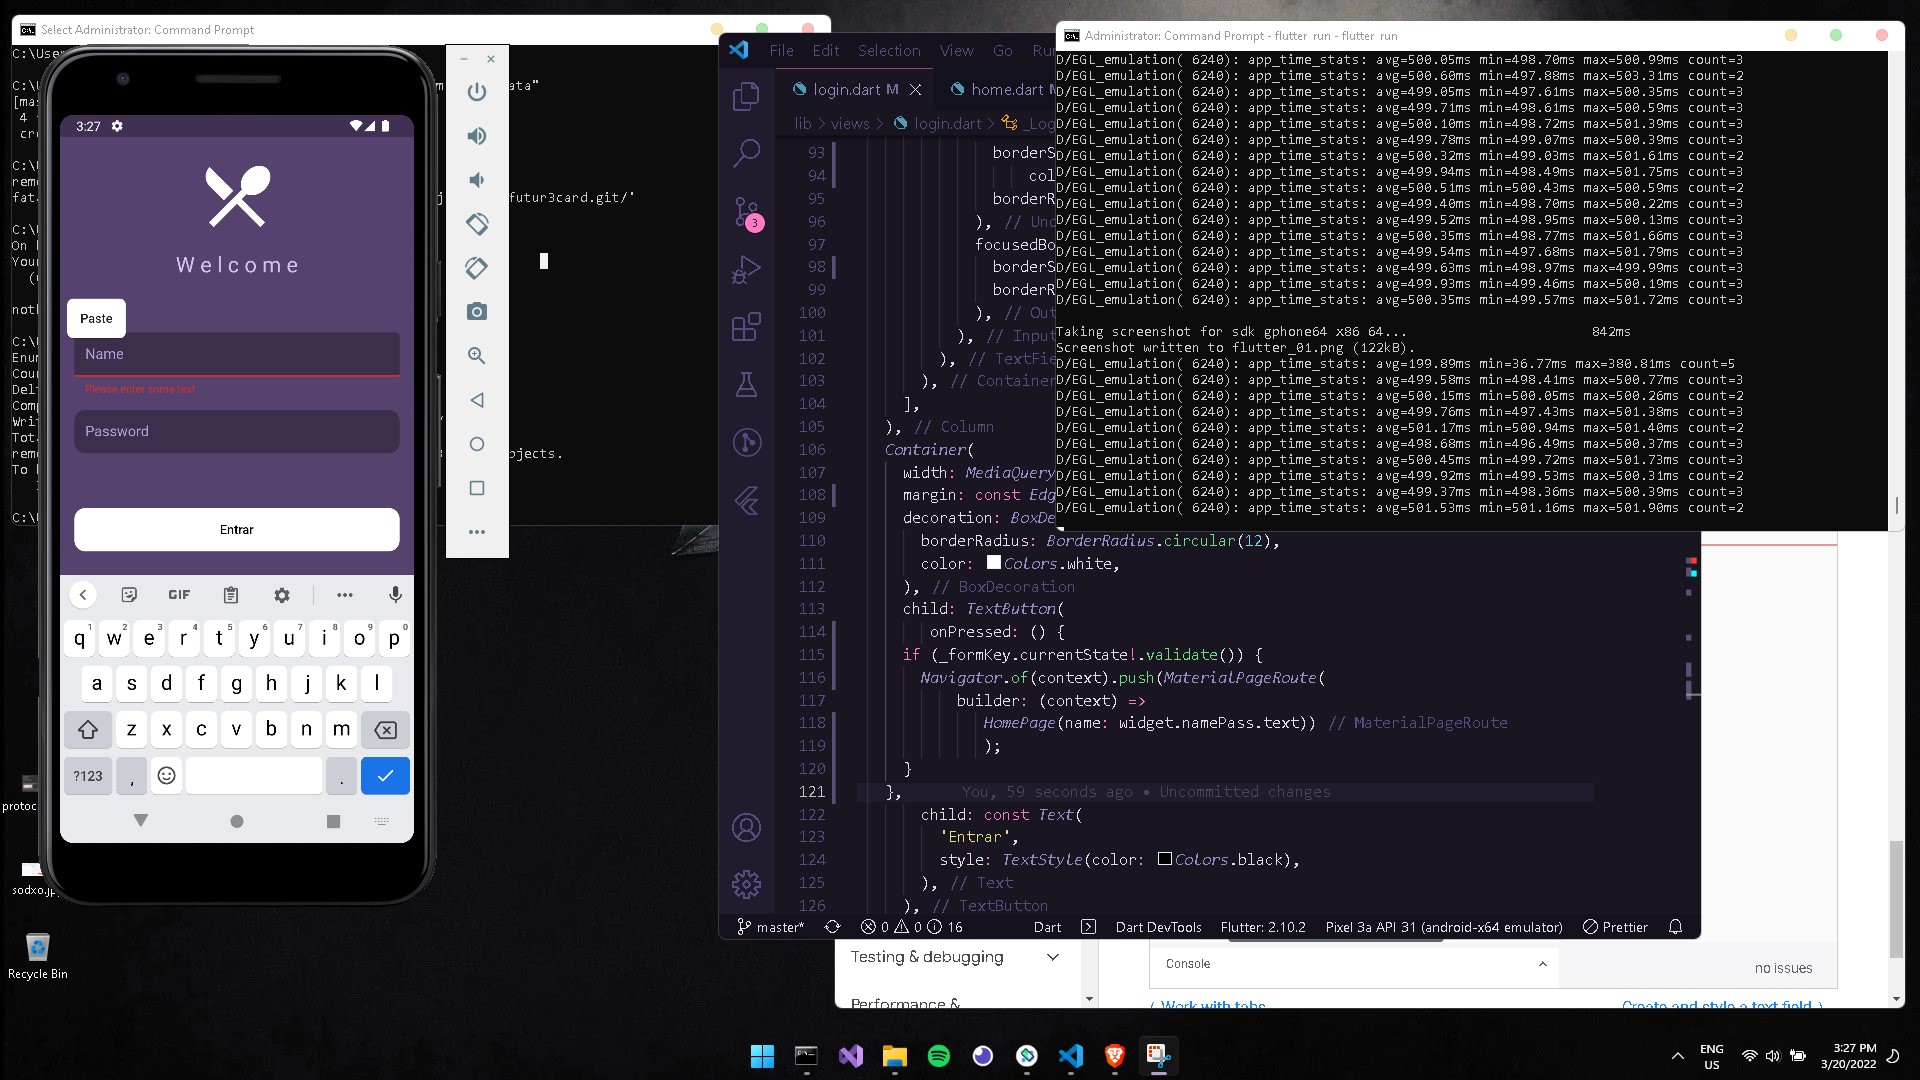 Select Administrator: Command Prompt
C:\Use
C:\U
ata"
[mas
4
cre
C:\U
rem
fat
futur3card.git/'
C:\U
On b
You
(
not
C:\U
Enum
Cou
Del
Comp
Writ
Tot
rem
bjects.
To
C:\U
3:27
Welcome
Paste
Name
Please enter some text
Password
Entrar
GIF
q1 w2 e3 r4 t5 y6 u7 i8 o9 p0
a s d f g h j k l
z x c v b n m
?123 , .
protoc
sodxo.jp
Recycle Bin
File Edit Selection View Go Ru
login.dart M
home.dart M
lib > views > login.dart > _Log
3
93 borderS
94 col
95 borderR
96 ), // Und
97 focusedBo
98 borderS
99 borderR
100 ), // Out
101 ), // Input
102 ), // TextFie
103 ), // Container
104 ],
105 ), // Column
106 Container(
107 width: MediaQuery
108 margin: const Edg
109 decoration: BoxDe
110 borderRadius: BorderRadius.circular(12),
111 color: Colors.white,
112 ), // BoxDecoration
113 child: TextButton(
114 onPressed: () {
115 if (_formKey.currentState!.validate()) {
116 Navigator.of(context).push(MaterialPageRoute(
117 builder: (context) =>
118 HomePage(name: widget.namePass.text)) // MaterialPageRoute
119 );
120 }
121 }, You, 59 seconds ago • Uncommitted changes
122 child: const Text(
123 'Entrar',
124 style: TextStyle(color: Colors.black),
125 ), // Text
126 ), // TextButton
master* 0 0 16 Dart Dart DevTools Flutter: 2.10.2 Pixel 3a API 31 (android-x64 emulator) Prettier
Administrator: Command Prompt - flutter run - flutter run
D/EGL_emulation( 6240): app_time_stats: avg=500.05ms min=498.70ms max=500.99ms count=3
D/EGL_emulation( 6240): app_time_stats: avg=500.60ms min=497.88ms max=503.31ms count=2
D/EGL_emulation( 6240): app_time_stats: avg=499.05ms min=497.61ms max=500.35ms count=3
D/EGL_emulation( 6240): app_time_stats: avg=499.71ms min=498.61ms max=500.59ms count=3
D/EGL_emulation( 6240): app_time_stats: avg=500.10ms min=498.72ms max=501.39ms count=3
D/EGL_emulation( 6240): app_time_stats: avg=499.78ms min=499.07ms max=500.39ms count=3
D/EGL_emulation( 6240): app_time_stats: avg=500.32ms min=499.03ms max=501.61ms count=2
D/EGL_emulation( 6240): app_time_stats: avg=499.94ms min=498.49ms max=501.75ms count=3
D/EGL_emulation( 6240): app_time_stats: avg=500.51ms min=500.43ms max=500.59ms count=2
D/EGL_emulation( 6240): app_time_stats: avg=499.40ms min=498.70ms max=500.22ms count=3
D/EGL_emulation( 6240): app_time_stats: avg=499.52ms min=498.95ms max=500.13ms count=3
D/EGL_emulation( 6240): app_time_stats: avg=500.35ms min=498.77ms max=501.66ms count=3
D/EGL_emulation( 6240): app_time_stats: avg=499.54ms min=497.68ms max=501.79ms count=3
D/EGL_emulation( 6240): app_time_stats: avg=499.63ms min=498.97ms max=499.99ms count=3
D/EGL_emulation( 6240): app_time_stats: avg=499.93ms min=499.46ms max=500.19ms count=3
D/EGL_emulation( 6240): app_time_stats: avg=500.35ms min=499.57ms max=501.72ms count=3
Taking screenshot for sdk gphone64 x86 64... 842ms
Screenshot written to flutter_01.png (122kB).
D/EGL_emulation( 6240): app_time_stats: avg=199.89ms min=36.77ms max=380.81ms count=5
D/EGL_emulation( 6240): app_time_stats: avg=499.58ms min=498.41ms max=500.77ms count=3
D/EGL_emulation( 6240): app_time_stats: avg=500.15ms min=500.05ms max=500.26ms count=2
D/EGL_emulation( 6240): app_time_stats: avg=499.76ms min=497.43ms max=501.38ms count=3
D/EGL_emulation( 6240): app_time_stats: avg=501.17ms min=500.94ms max=501.40ms count=2
D/EGL_emulation( 6240): app_time_stats: avg=498.68ms min=496.49ms max=500.37ms count=3
D/EGL_emulation( 6240): app_time_stats: avg=500.45ms min=499.72ms max=501.73ms count=3
D/EGL_emulation( 6240): app_time_stats: avg=499.92ms min=499.53ms max=500.31ms count=2
D/EGL_emulation( 6240): app_time_stats: avg=499.37ms min=498.36ms max=500.39ms count=3
D/EGL_emulation( 6240): app_time_stats: avg=501.53ms min=501.16ms max=501.90ms count=2
Testing & debugging
Performance &
Console
no issues
Work with tabs
Create and style a text field
ENG
US
3:27 PM
3/20/2022